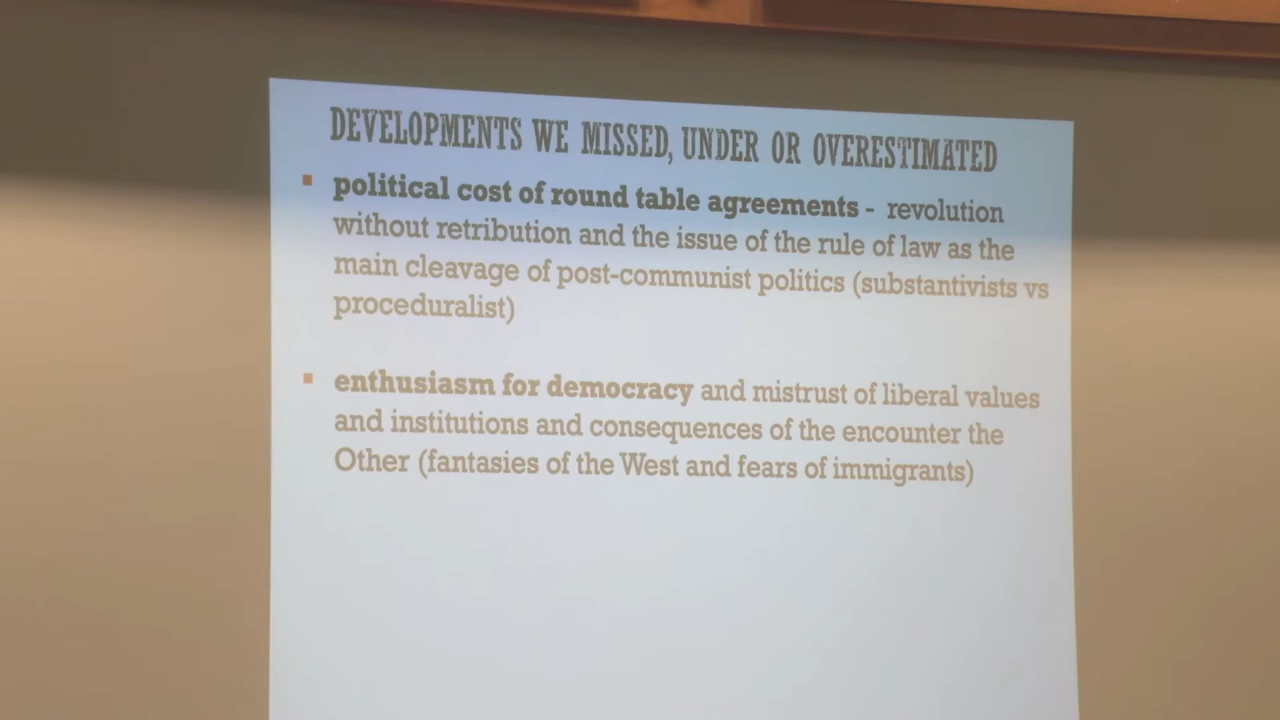 DEVELOPMENTS WE MISSED, UNDER OR OVERESTIMATED
▪ political cost of round table agreements - revolution
without retribution and the issue of the rule of law as the
main cleavage of post-communist politics (substantivists vs
proceduralist)
▪ enthusiasm for democracy and mistrust of liberal values
and institutions and consequences of the encounter the
Other (fantasies of the West and fears of immigrants)